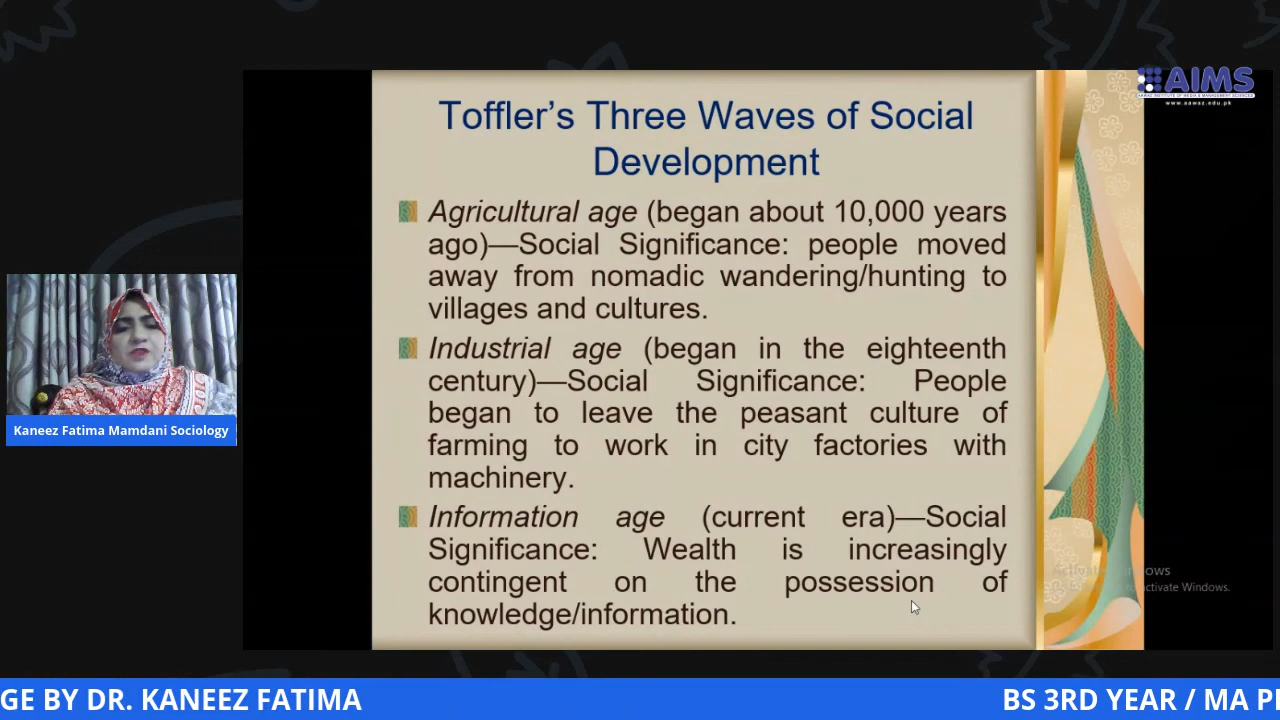 AIMS
www.aawaz.edu.pk
Toffler's Three Waves of Social
Development
Agricultural age (began about 10,000 years
ago)—Social Significance: people moved
away from nomadic wandering/hunting to
villages and cultures.
Industrial age (began in the eighteenth
century)—Social Significance: People
began to leave the peasant culture of
farming to work in city factories with
machinery.
Information age (current era)—Social
Significance: Wealth is increasingly
contingent on the possession of
knowledge/information.
Kaneez Fatima Mamdani Sociology
activate Windows.
GE BY DR. KANEEZ FATIMA
BS 3RD YEAR / MA P